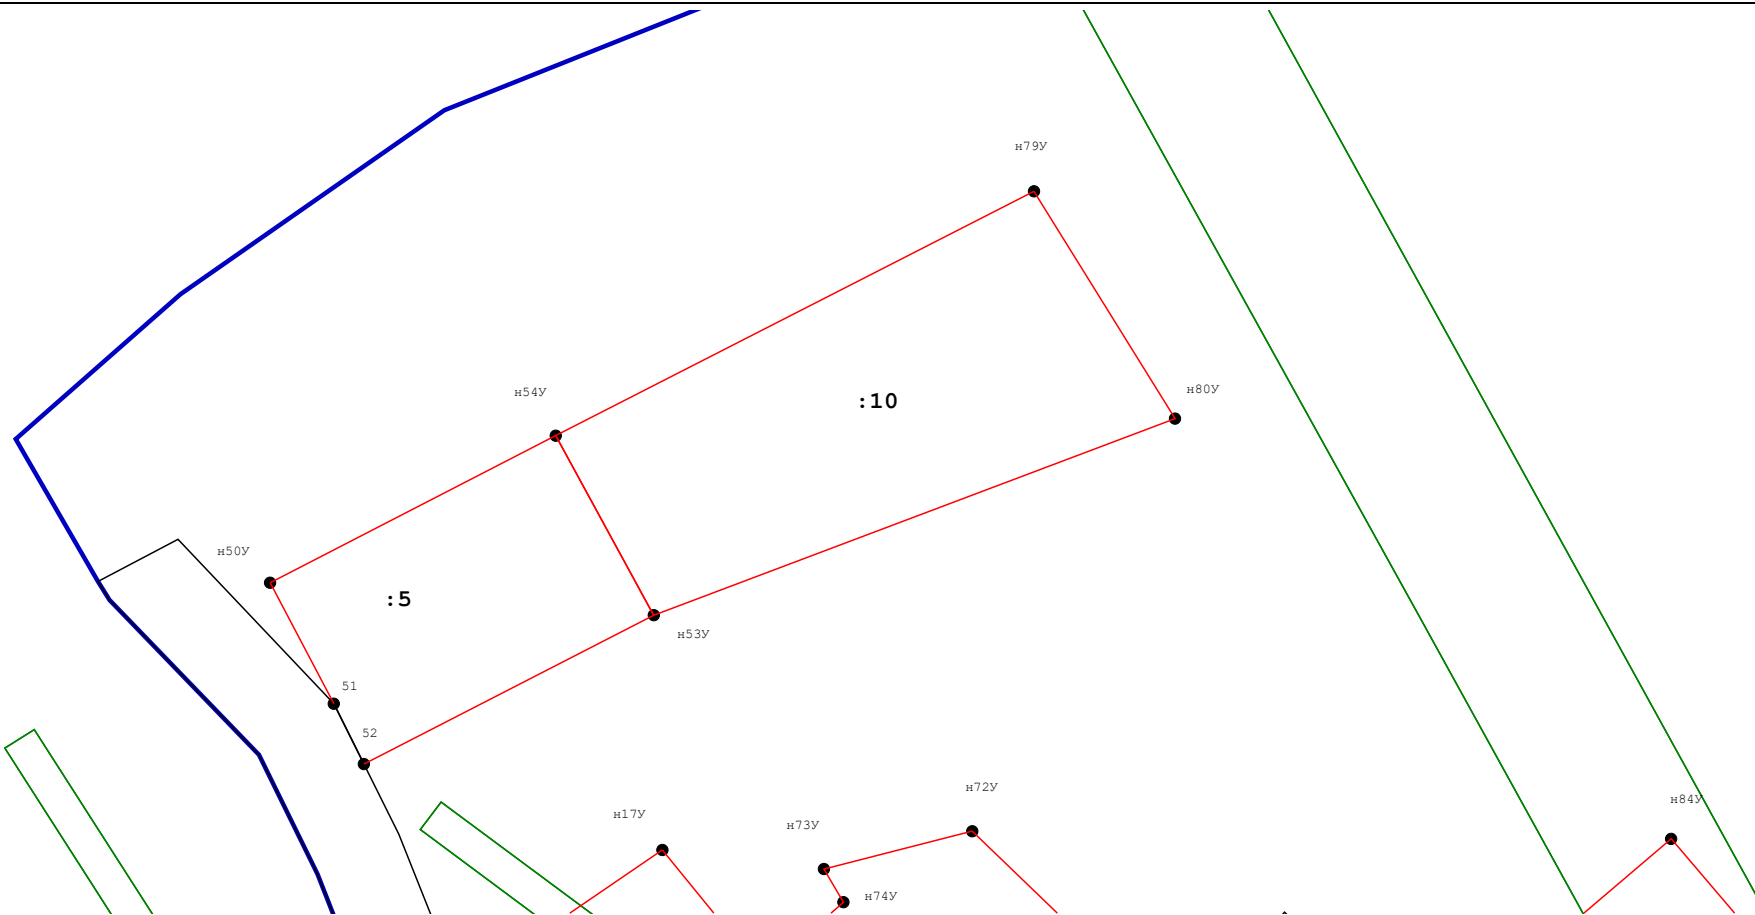 н79У
н80У
н54У
:10
н50У
:5
н53У
51
52
н72У
н84У
н17У
н73У
н74У